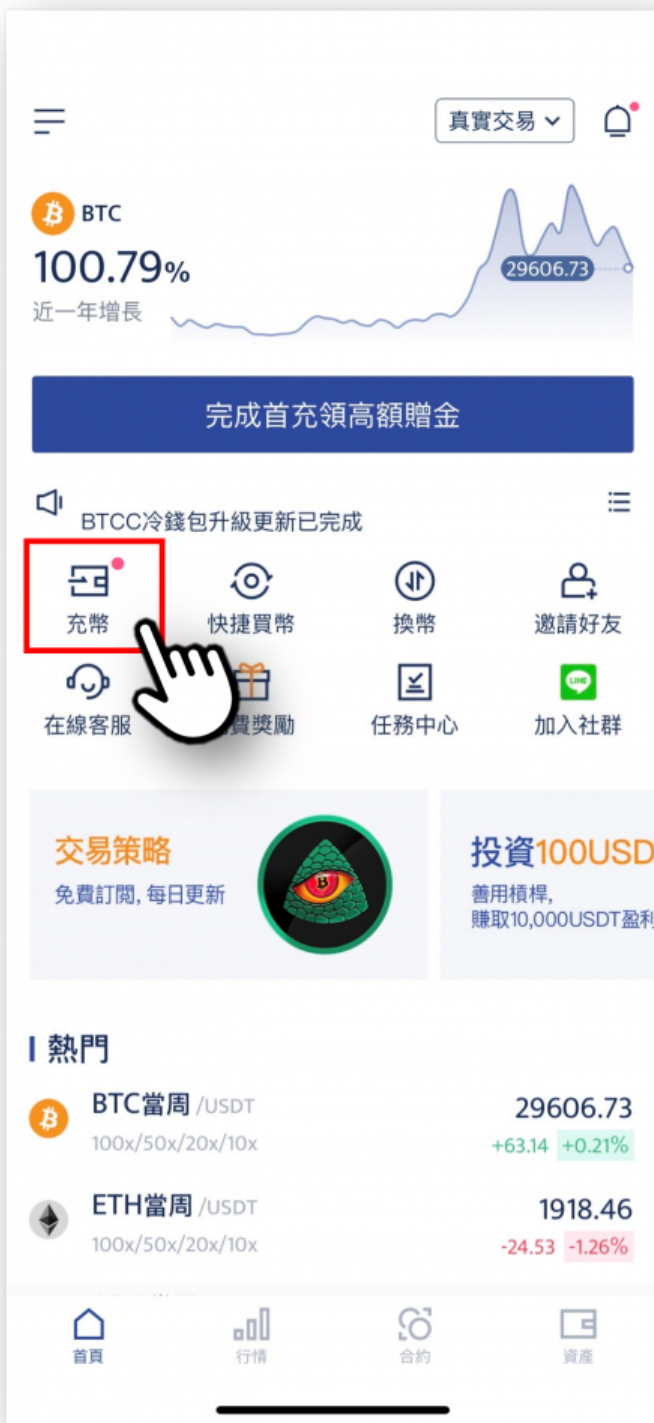 真實交易
BTC
100.79%
近一年增長
29606.73
完成首充領高額贈金
BTCC冷錢包升級更新已完成
充幣
快捷買幣
換幣
邀請好友
在線客服
費獎勵
任務中心
LINE
加入社群
交易策略
免費訂閱, 每日更新
投資100USD
善用槓桿,
賺取10,000USDT盈利
熱門
BTC當周 /USDT
29606.73
100x/50x/20x/10x
+63.14 +0.21%
ETH當周 /USDT
1918.46
100x/50x/20x/10x
-24.53 -1.26%
首頁
行情
合約
資產